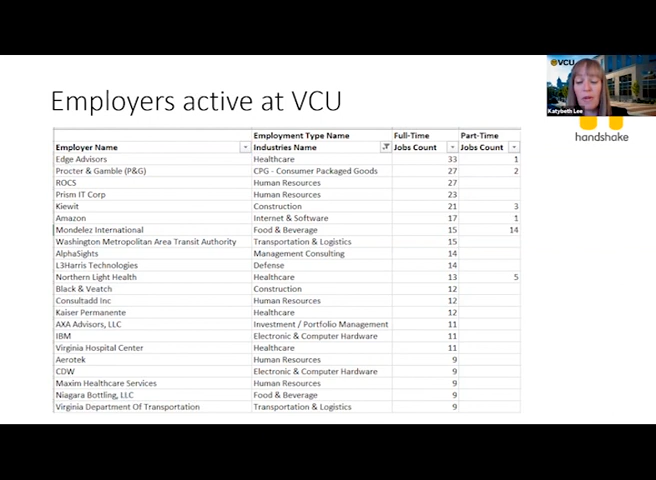 VCU
Katybeth Lee
handshake
Employers active at VCU
Employment Type Name Full-Time Part-Time
Employer Name Industries Name Jobs Count Jobs Count
Edge Advisors Healthcare 33 1
Procter & Gamble (P&G) CPG - Consumer Packaged Goods 27 2
ROCS Human Resources 27
Prism IT Corp Human Resources 23
Kiewit Construction 21 3
Amazon Internet & Software 17 1
Mondelez International Food & Beverage 15 14
Washington Metropolitan Area Transit Authority Transportation & Logistics 15
AlphaSights Management Consulting 14
L3Harris Technologies Defense 14
Northern Light Health Healthcare 13 5
Black & Veatch Construction 12
Consultadd Inc Human Resources 12
Kaiser Permanente Healthcare 12
AXA Advisors, LLC Investment / Portfolio Management 11
IBM Electronic & Computer Hardware 11
Virginia Hospital Center Healthcare 11
Aerotek Human Resources 9
CDW Electronic & Computer Hardware 9
Maxim Healthcare Services Human Resources 9
Niagara Bottling, LLC Food & Beverage 9
Virginia Department Of Transportation Transportation & Logistics 9